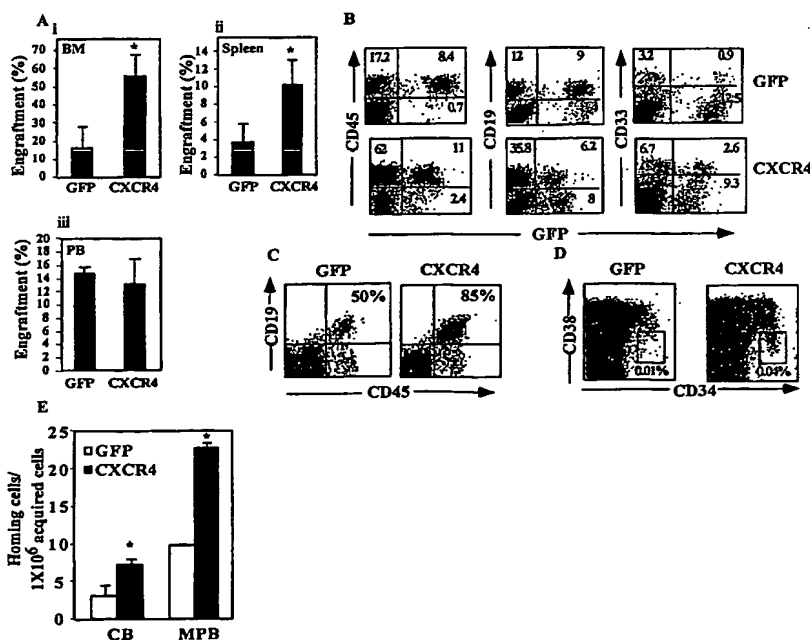 A
i
BM
*
Engraftment (%)
70
60
50
40
30
20
10
0
GFP CXCR4
ii
Spleen
*
Engraftment (%)
14
12
10
8
6
4
2
0
GFP CXCR4
iii
PB
Engraftment (%)
20
18
16
14
12
10
8
6
4
2
0
GFP CXCR4
B
CD45
17.2 8.4
0.7
62 11
2.4
CD19
12 9
35.8 6.2
8
CD33
3.2 0.9
6.7 2.6
9.3
GFP
CXCR4
GFP
C
GFP CXCR4
CD19
50% 85%
CD45
D
GFP CXCR4
CD38
0.01% 0.04%
CD34
E
GFP
CXCR4
Homing cells/
1X10⁶ acquired cells
25
20
15
10
5
0
*
*
CB MPB